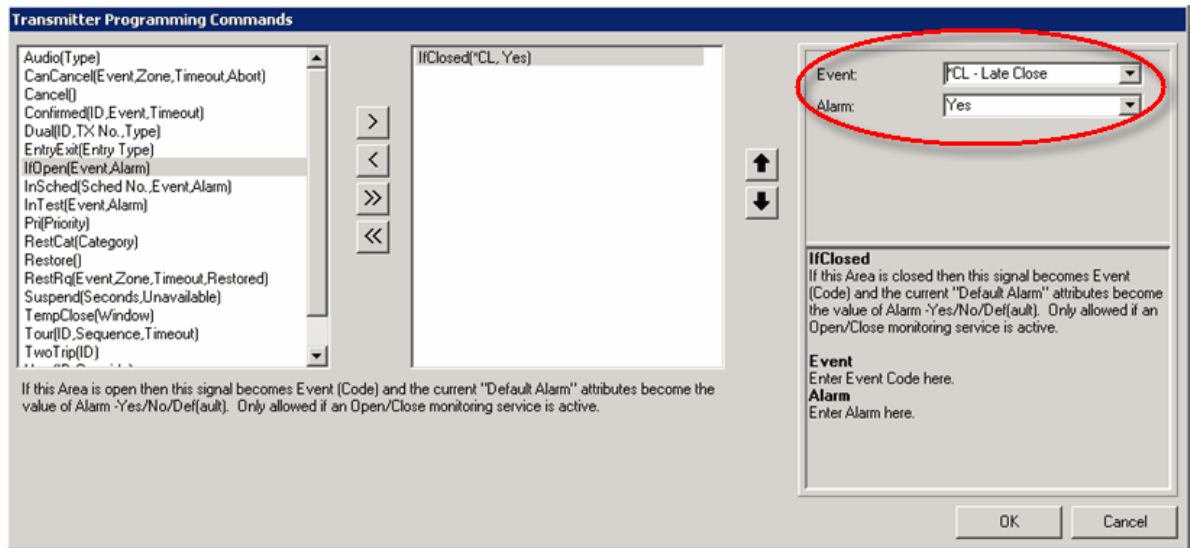 Transmitter Programming Commands
Audio(Type)
CanCancel(Event,Zone,Timeout,Abort)
Cancel()
Confirmed(ID,Event,Timeout)
Dual(ID,TX No.,Type)
EntryExit(Entry Type)
IfOpen(Event,Alarm)
InSched(Sched No.,Event,Alarm)
InTest(Event,Alarm)
Pri(Priority)
RestCat(Category)
Restore()
RestRq(Event,Zone,Timeout,Restored)
Suspend(Seconds,Unavailable)
TempClose(Window)
Tour(ID,Sequence,Timeout)
TwoTrip(ID)
>
<
>>
<<
IfClosed(*CL, Yes)
Event: *CL - Late Close
Alarm: Yes
IfClosed
If this Area is closed then this signal becomes Event
(Code) and the current "Default Alarm" attributes become
the value of Alarm -Yes/No/Def(ault). Only allowed if an
Open/Close monitoring service is active.
Event
Enter Event Code here.
Alarm
Enter Alarm here.
If this Area is open then this signal becomes Event (Code) and the current "Default Alarm" attributes become the
value of Alarm -Yes/No/Def(ault). Only allowed if an Open/Close monitoring service is active.
OK
Cancel